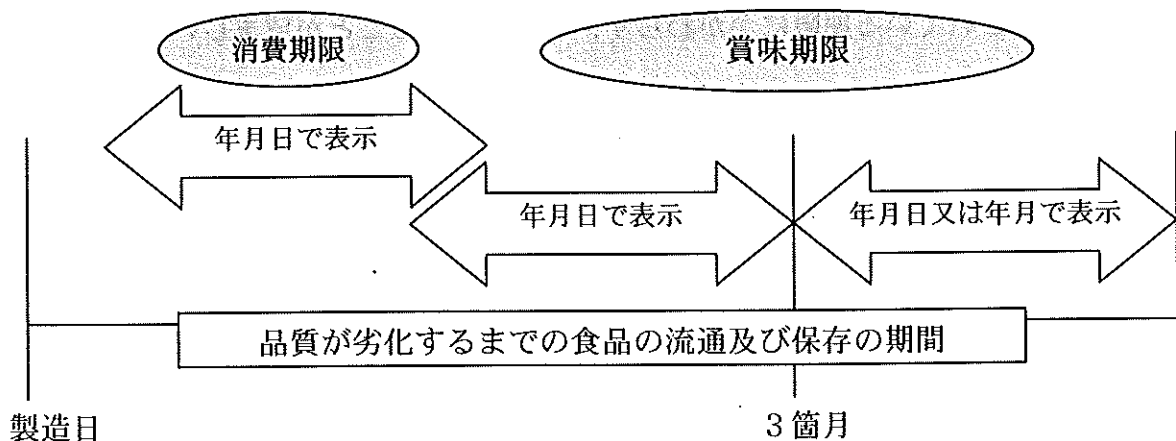 消費期限
賞味期限
年月日で表示
年月日で表示
年月日又は年月で表示
品質が劣化するまでの食品の流通及び保存の期間
製造日
3箇月